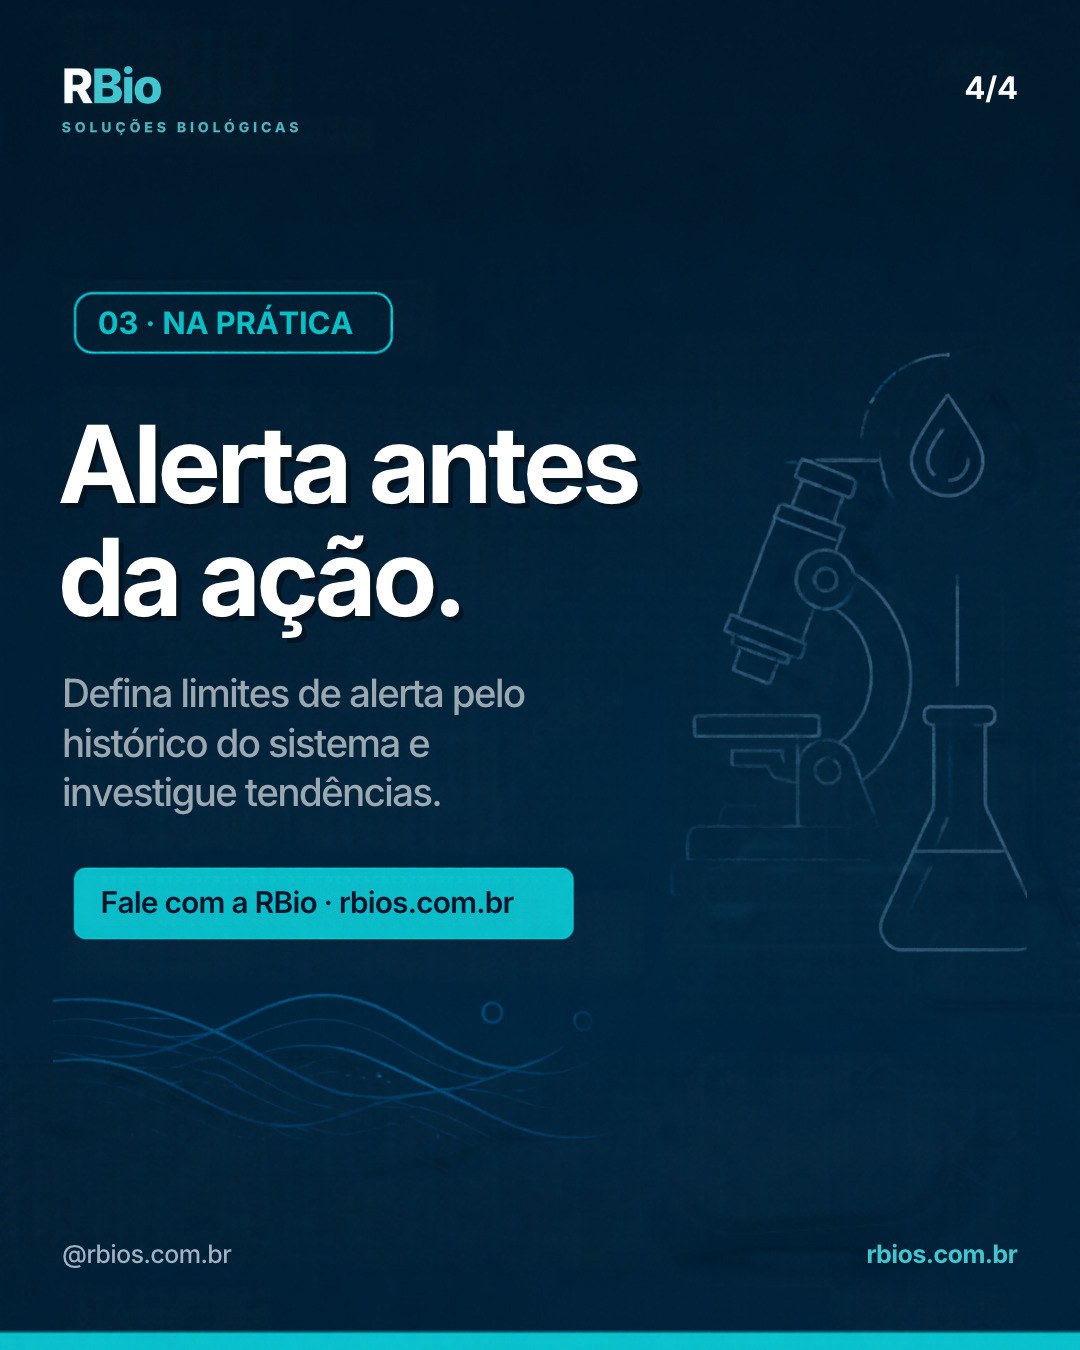 RBio
SOLUÇÕES BIOLÓGICAS
4/4
03 · NA PRÁTICA
Alerta antes
da ação.
Defina limites de alerta pelo
histórico do sistema e
investigue tendências.
Fale com a RBio · rbios.com.br
@rbios.com.br
rbios.com.br